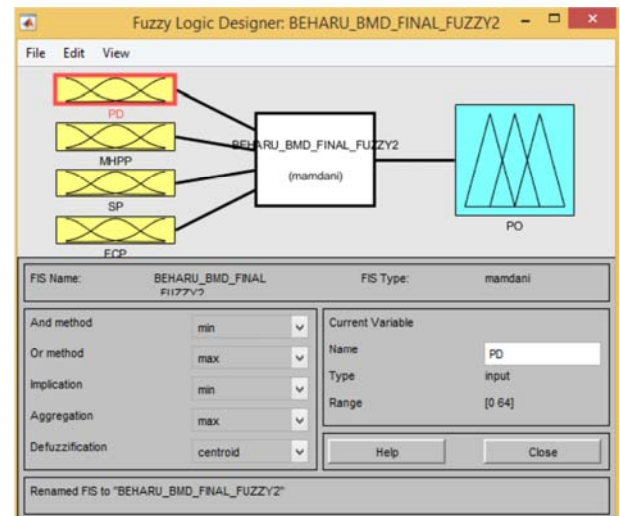 Fuzzy Logic Designer: BEHARU_BMD_FINAL_FUZZY2
File Edit View
PD
MHPP
SP
ECP
BEHARU_BMD_FINAL_FUZZY2
(mamdani)
PO
FIS Name: BEHARU_BMD_FINAL FUZZY2 FIS Type: mamdani
And method min
Or method max
Implication min
Aggregation max
Defuzzification centroid
Current Variable
Name PD
Type input
Range [0 64]
Help Close
Renamed FIS to "BEHARU_BMD_FINAL_FUZZY2"